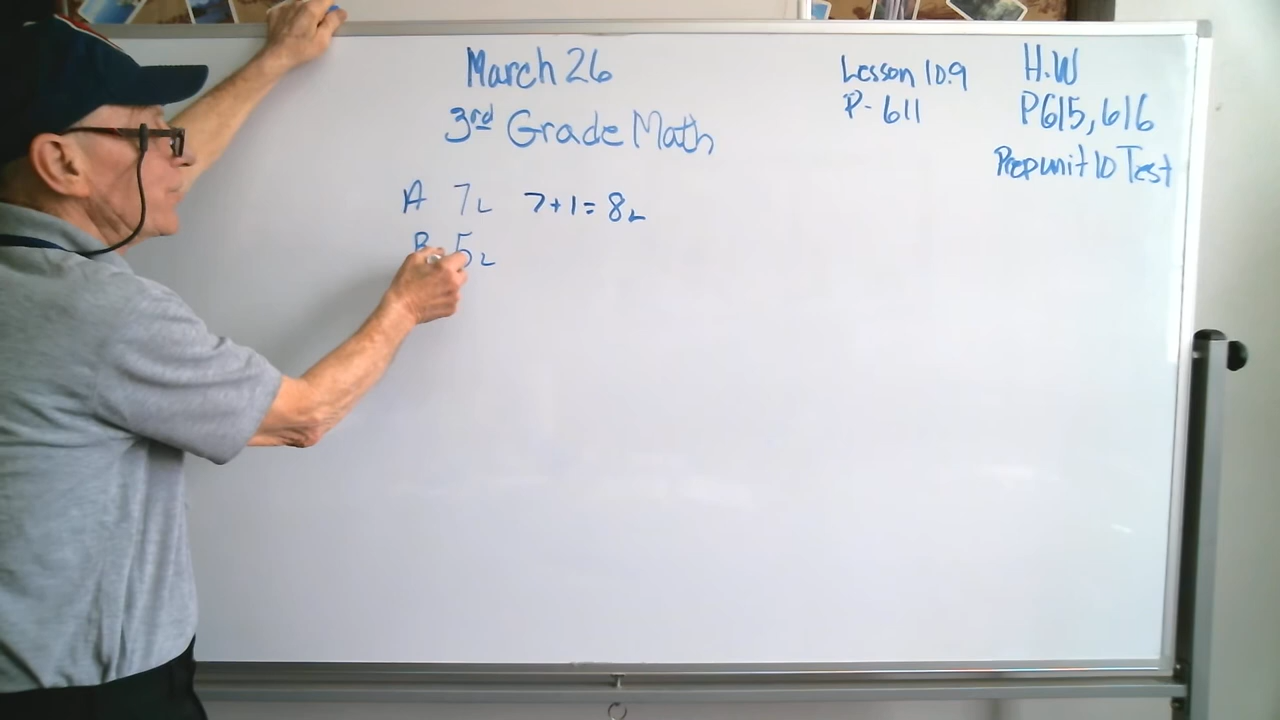 March 26
3rd Grade Math
Lesson 10.9
P-611
H.W
P615, 616
Prep unit 10 Test
A 7L 7+1=8L
B 5L